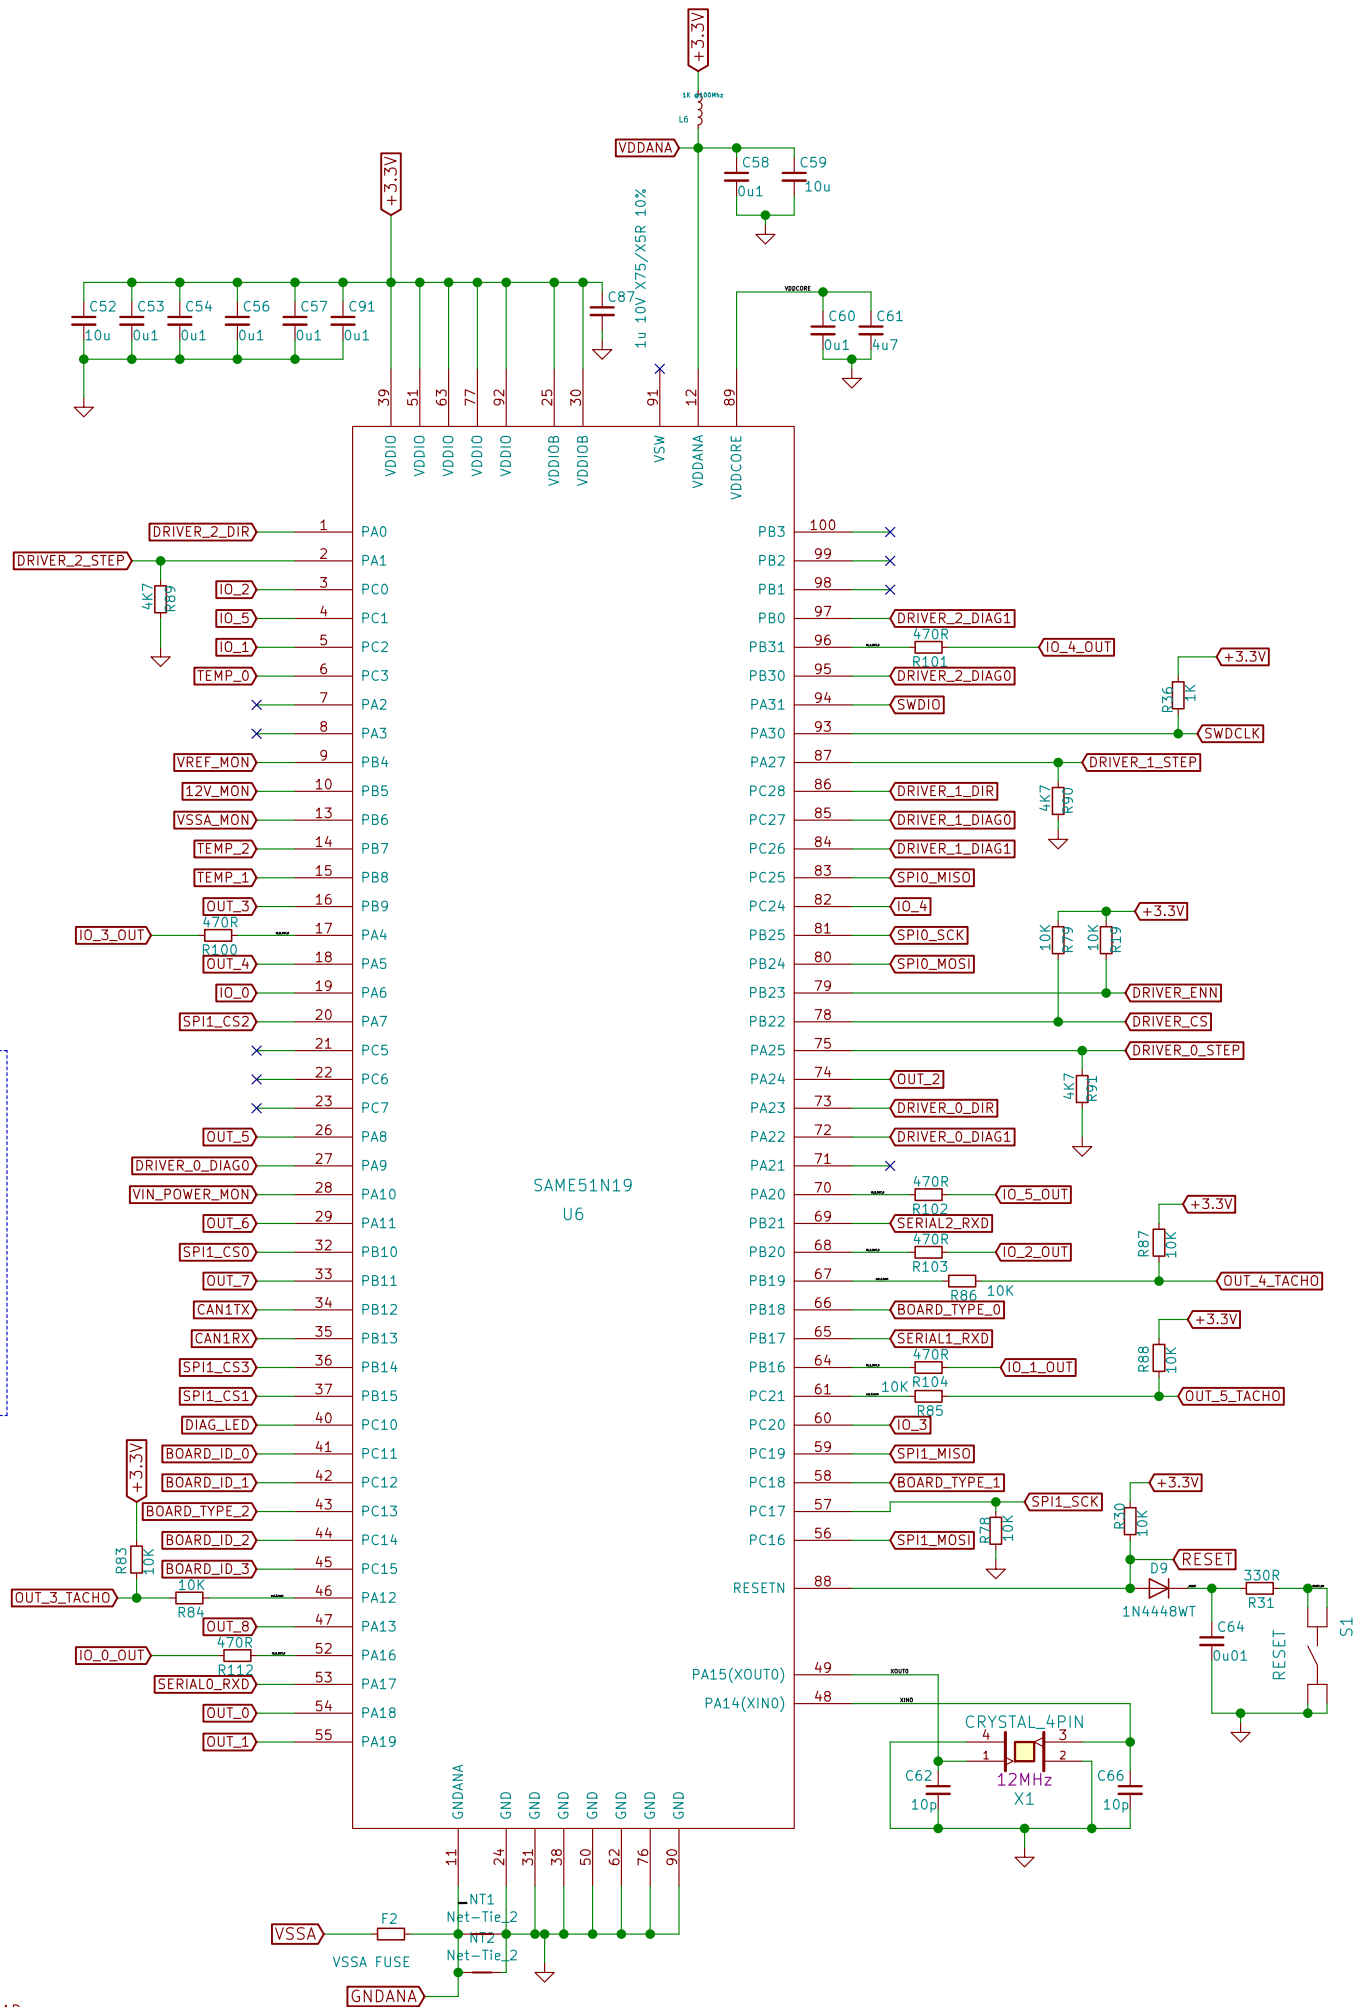 +3.3V
1K @100Mhz
L6
VDDANA
C58
0u1
C59
10u
+3.3V
1u 10V X75/X5R 10%
C52
10u
C53
0u1
C54
0u1
C56
0u1
C57
0u1
C91
0u1
C87
VDDCORE
C60
0u1
C61
4u7
39
51
63
77
92
25
30
91
12
89
VDDIO
VDDIO
VDDIO
VDDIO
VDDIO
VDDIOB
VDDIOB
VSW
VDDANA
VDDCORE
DRIVER_2_DIR 1 PA0
DRIVER_2_STEP 2 PA1
4K7
R89
IO_2 3 PC0
IO_5 4 PC1
IO_1 5 PC2
TEMP_0 6 PC3
7 PA2
8 PA3
VREF_MON 9 PB4
12V_MON 10 PB5
VSSA_MON 13 PB6
TEMP_2 14 PB7
TEMP_1 15 PB8
OUT_3 16 PB9
470R
IO_3_OUT 17 PA4
R100
OUT_4 18 PA5
IO_0 19 PA6
SPI1_CS2 20 PA7
21 PC5
22 PC6
23 PC7
OUT_5 26 PA8
DRIVER_0_DIAG0 27 PA9
VIN_POWER_MON 28 PA10
OUT_6 29 PA11
SPI1_CS0 32 PB10
OUT_7 33 PB11
CAN1TX 34 PB12
CAN1RX 35 PB13
SPI1_CS3 36 PB14
SPI1_CS1 37 PB15
DIAG_LED 40 PC10
BOARD_ID_0 41 PC11
BOARD_ID_1 42 PC12
BOARD_TYPE_2 43 PC13
BOARD_ID_2 44 PC14
BOARD_ID_3 45 PC15
+3.3V
R83
10K
10K
OUT_3_TACHO 46 PA12
R84
OUT_8 47 PA13
470R
IO_0_OUT 52 PA16
R112
SERIAL0_RXD 53 PA17
OUT_0 54 PA18
OUT_1 55 PA19
SAME51N19
U6
PB3 100
PB2 99
PB1 98
PB0 97 DRIVER_2_DIAG1
470R
PB31 96 IO_4_OUT
R101
PB30 95 DRIVER_2_DIAG0
PA31 94 SWDIO
+3.3V
R36
1K
PA30 93 SWDCLK
PA27 87 DRIVER_1_STEP
4K7
R90
PC28 86 DRIVER_1_DIR
PC27 85 DRIVER_1_DIAG0
PC26 84 DRIVER_1_DIAG1
PC25 83 SPI0_MISO
PC24 82 IO_4
+3.3V
PB25 81 SPI0_SCK
10K
R79
10K
R19
PB24 80 SPI0_MOSI
PB23 79 DRIVER_ENN
PB22 78 DRIVER_CS
PA25 75 DRIVER_0_STEP
4K7
R91
PA24 74 OUT_2
PA23 73 DRIVER_0_DIR
PA22 72 DRIVER_0_DIAG1
PA21 71
470R
PA20 70 IO_5_OUT
R102
+3.3V
PB21 69 SERIAL2_RXD
R87
10K
470R
PB20 68 IO_2_OUT
R103
PB19 67 OUT_4_TACHO
R86
10K
PB18 66 BOARD_TYPE_0
+3.3V
PB17 65 SERIAL1_RXD
R88
10K
470R
PB16 64 IO_1_OUT
R104
10K
PC21 61 OUT_5_TACHO
R85
PC20 60 IO_3
PC19 59 SPI1_MISO
PC18 58 BOARD_TYPE_1
+3.3V
SPI1_SCK
PC17 57
R78
10K
R30
10K
PC16 56 SPI1_MOSI
RESET
RESETN 88
D9
1N4448WT
330R
R31
C64
0u01
RESET
S1
PA15(XOUT0) 49 XOUT0
PA14(XIN0) 48 XIN0
CRYSTAL_4PIN
4
3
1
2
12MHz
X1
C62
10p
C66
10p
GNDANA
GND
GND
GND
GND
GND
GND
GND
11
24
31
38
50
62
76
90
NT1
Net-Tie_2
NT2
Net-Tie_2
VSSA
F2
VSSA FUSE
GNDANA